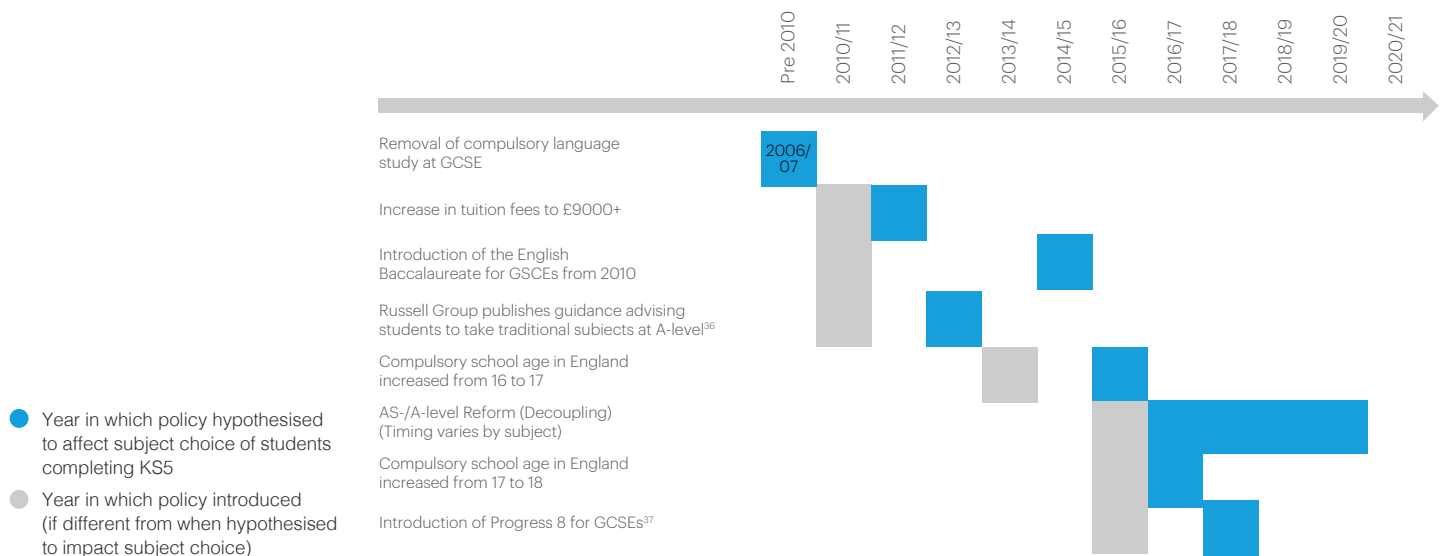 Pre 2010
2010/11
2011/12
2012/13
2013/14
2014/15
2015/16
2016/17
2017/18
2018/19
2019/20
2020/21
Removal of compulsory language
study at GCSE
2006/
07
Increase in tuition fees to £9000+
Introduction of the English
Baccalaureate for GSCEs from 2010
Russell Group publishes guidance advising
students to take traditional subiects at A-level³⁶
Compulsory school age in England
increased from 16 to 17
AS-/A-level Reform (Decoupling)
(Timing varies by subject)
Compulsory school age in England
increased from 17 to 18
Introduction of Progress 8 for GCSEs³⁷
Year in which policy hypothesised
to affect subject choice of students
completing KS5
Year in which policy introduced
(if different from when hypothesised
to impact subject choice)